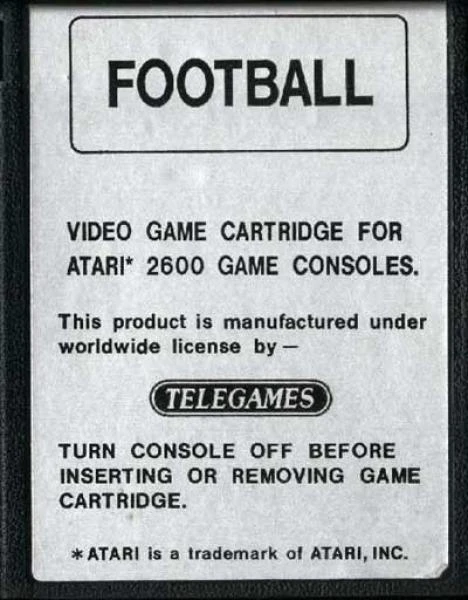 FOOTBALL
VIDEO GAME CARTRIDGE FOR
ATARI* 2600 GAME CONSOLES.
This product is manufactured under
worldwide license by —
TELEGAMES
TURN CONSOLE OFF BEFORE
INSERTING OR REMOVING GAME
CARTRIDGE.
*ATARI is a trademark of ATARI, INC.